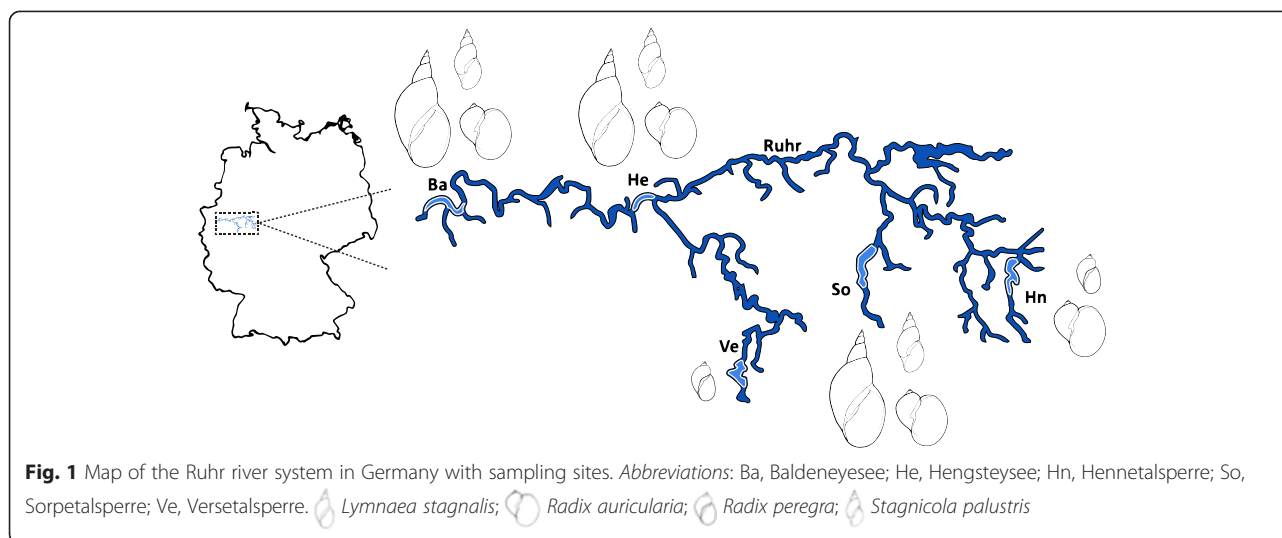 Ba
He
Ruhr
So
Hn
Ve
Fig. 1 Map of the Ruhr river system in Germany with sampling sites. Abbreviations: Ba, Baldeneyesee; He, Hengsteysee; Hn, Hennetalsperre; So,
Sorpetalsperre; Ve, Versetalsperre. Lymnaea stagnalis; Radix auricularia; Radix peregra; Stagnicola palustris